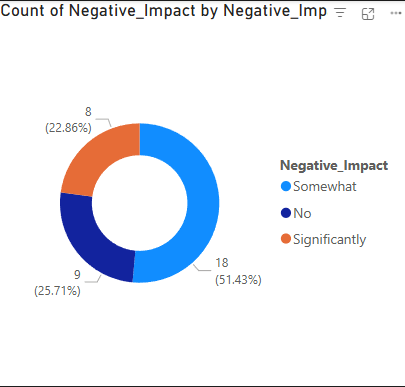 Count of Negative_Impact by Negative_Imp
8
(22.86%)
Negative_Impact
Somewhat
No
Significantly
9
(25.71%)
18
(51.43%)